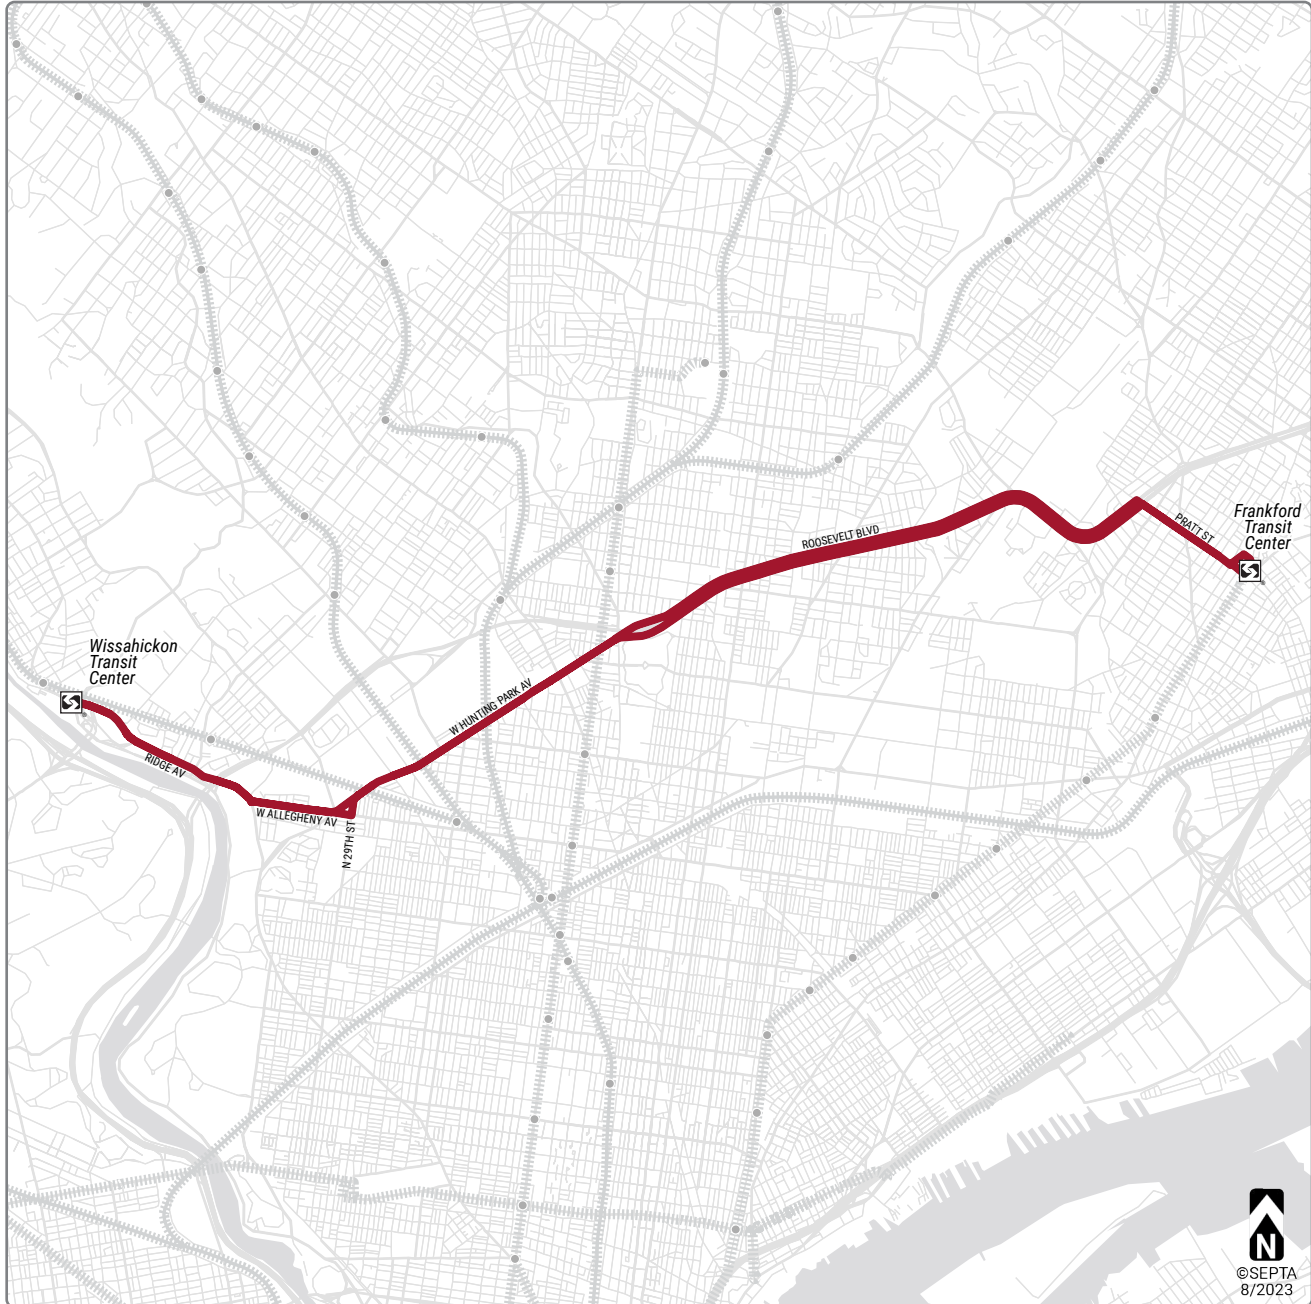 Frankford
Transit
Center
PRATT ST
ROOSEVELT BLVD
Wissahickon
Transit
Center
W HUNTING PARK AV
RIDGE AV
W ALLEGHENY AV
N 29TH ST
N
©SEPTA
8/2023